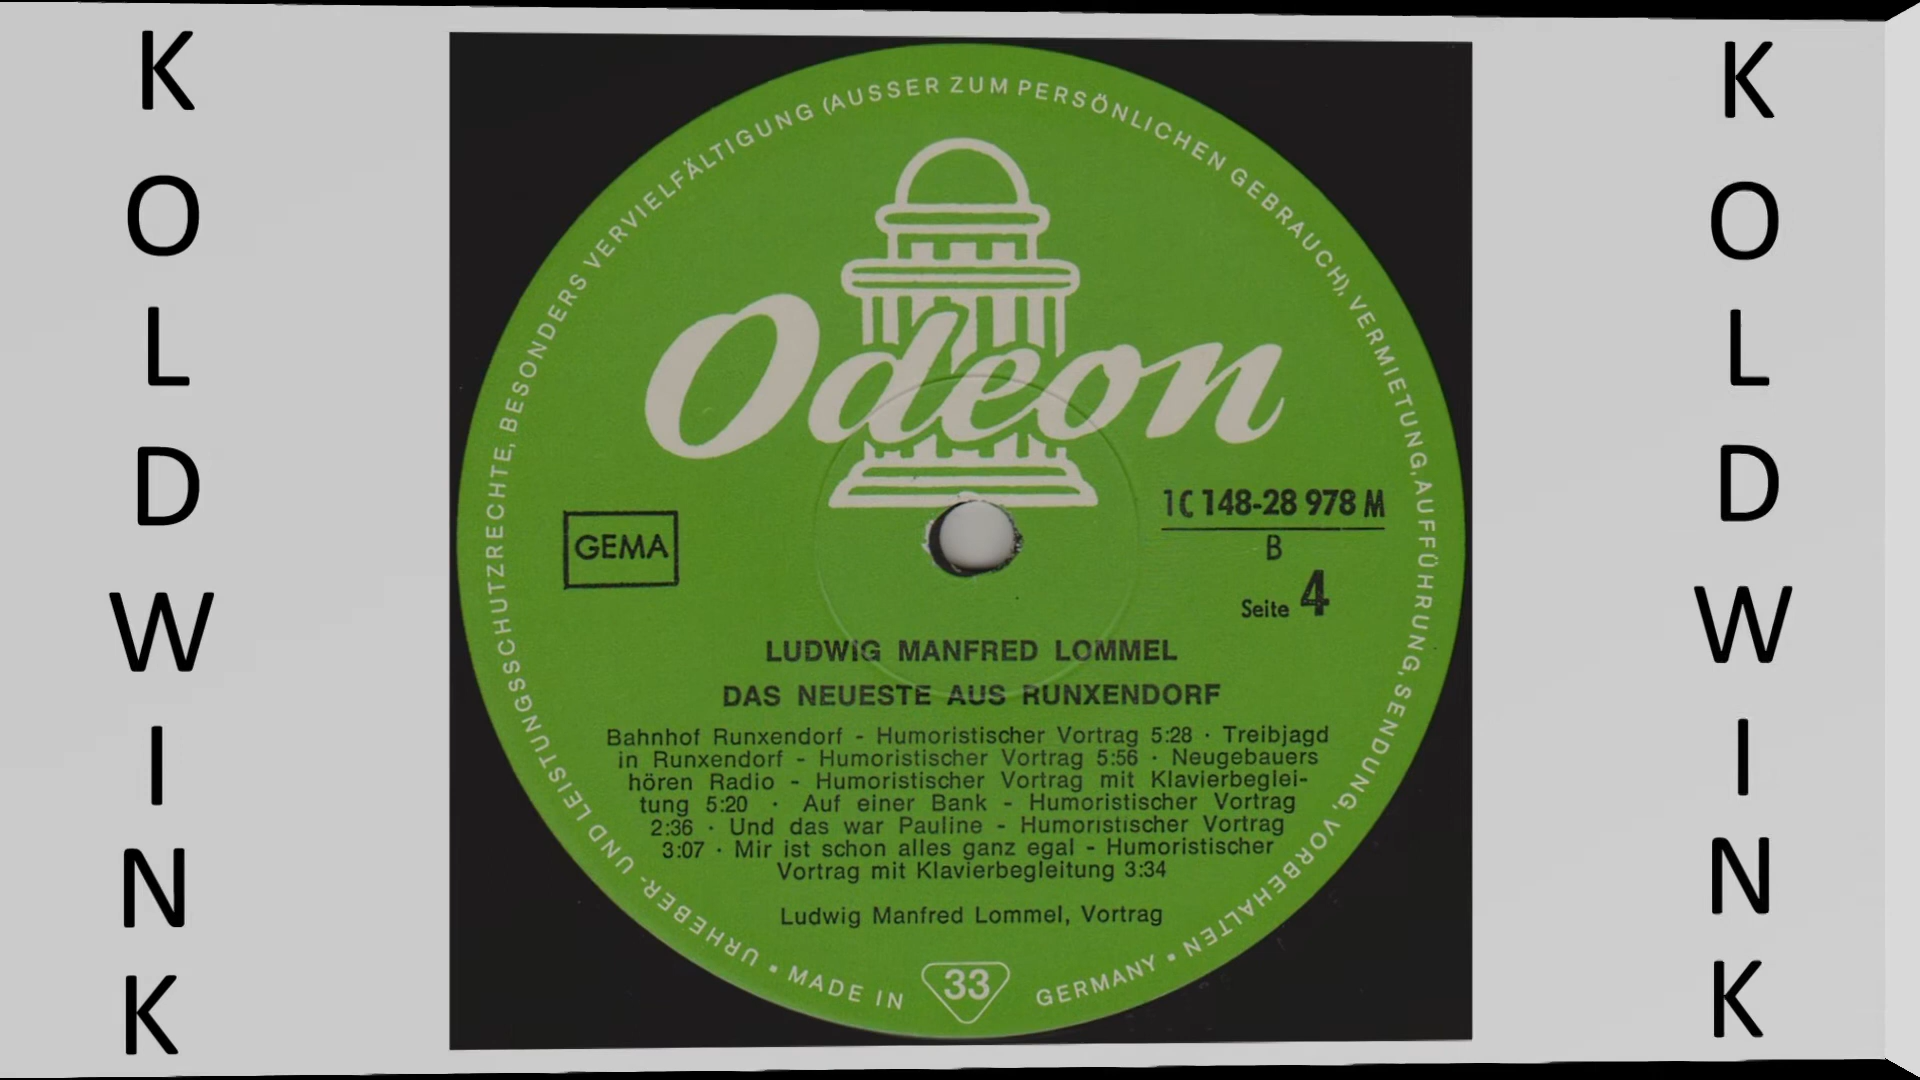 K
O
L
D
W
I
N
K
URHEBER- UND LEISTUNGSSCHUTZRECHTE, BESONDERS VERVIELFÄLTIGUNG (AUSSER ZUM PERSÖNLICHEN GEBRAUCH), VERMIETUNG, AUFFÜHRUNG, SENDUNG, VORBEHALTEN •
Odeon
GEMA
1C 148-28 978 M
B
Seite 4
LUDWIG MANFRED LOMMEL
DAS NEUESTE AUS RUNXENDORF
Bahnhof Runxendorf - Humoristischer Vortrag 5:28 · Treibjagd
in Runxendorf - Humoristischer Vortrag 5:56 · Neugebauers
hören Radio - Humoristischer Vortrag mit Klavierbeglei-
tung 5:20 · Auf einer Bank - Humoristischer Vortrag
2:36 · Und das war Pauline - Humoristischer Vortrag
3:07 · Mir ist schon alles ganz egal - Humoristischer
Vortrag mit Klavierbegleitung 3:34
Ludwig Manfred Lommel, Vortrag
• MADE IN 33 GERMANY
K
O
L
D
W
I
N
K